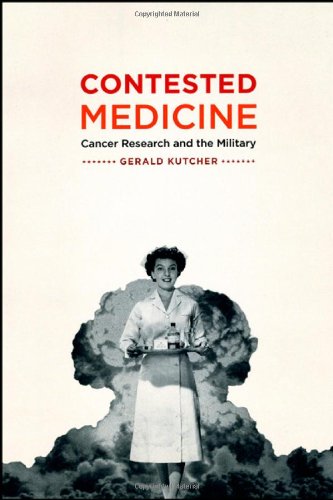 Copyrighted Material
CONTESTED
MEDICINE
Cancer Research and the Military
GERALD KUTCHER
Copyrighted Material